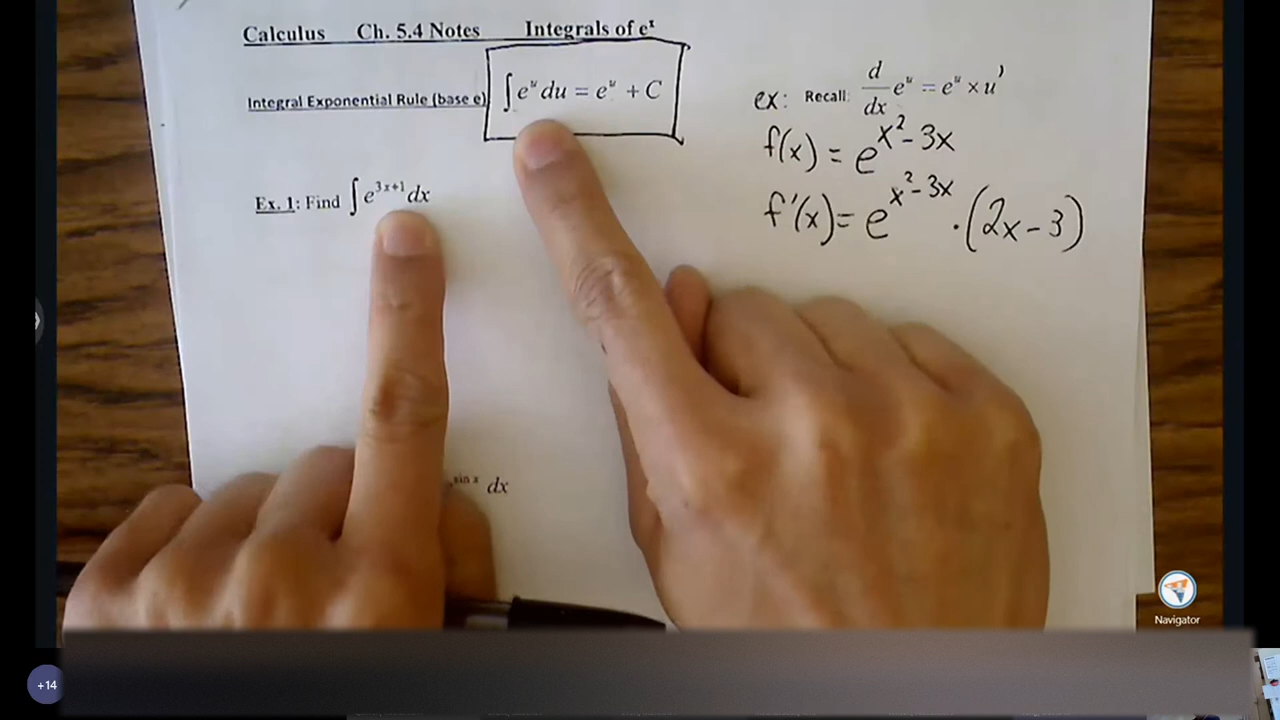 Calculus Ch. 5.4 Notes Integrals of eˣ
Integral Exponential Rule (base e) ∫ eᵘ du = eᵘ + C
ex: Recall: d/dx eᵘ = eᵘ × u'
f(x) = e^(x² - 3x)
f'(x) = e^(x² - 3x) · (2x - 3)
Ex. 1: Find ∫ e^(3x+1) dx
sin x dx
Navigator
+14